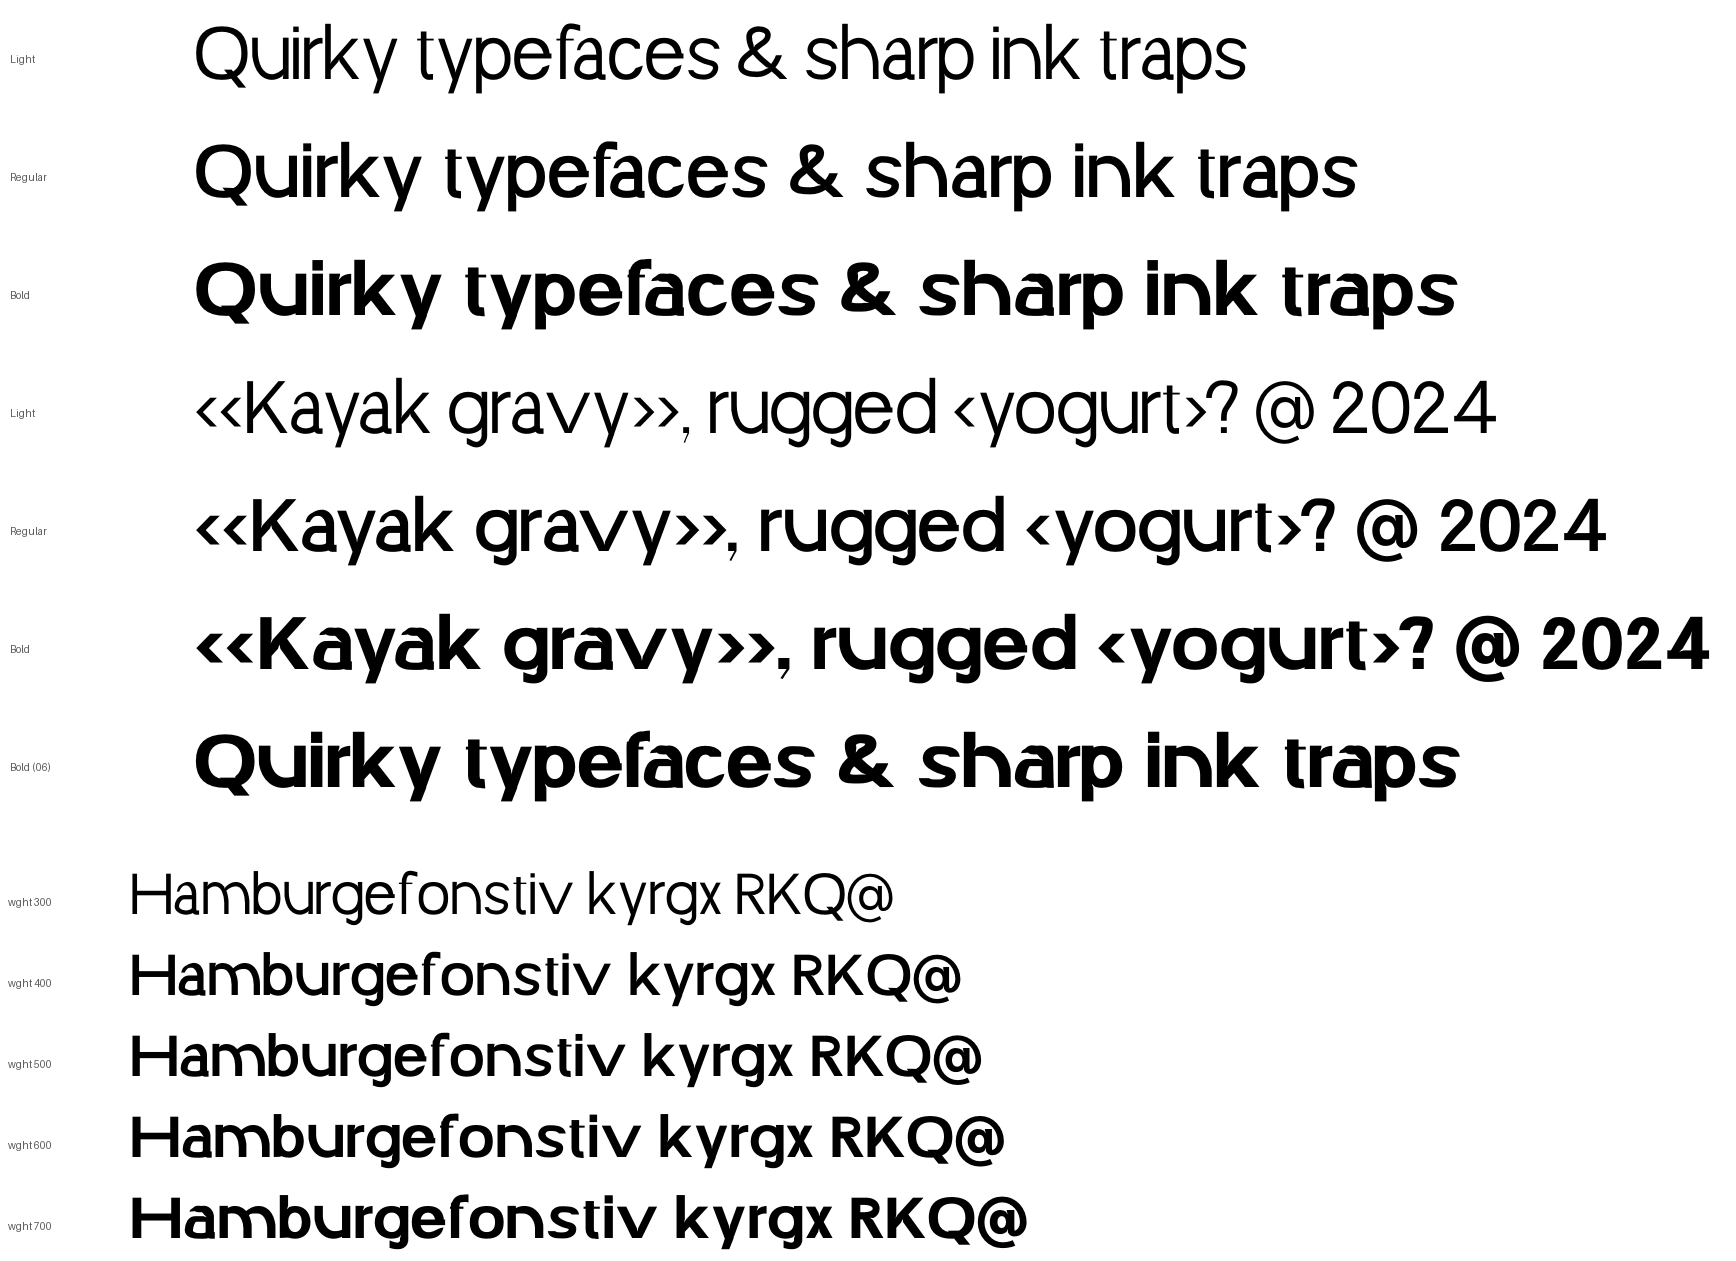 Light Quirky typefaces & sharp ink traps
Regular Quirky typefaces & sharp ink traps
Bold Quirky typefaces & sharp ink traps
Light <<Kayak gravy>>, rugged <yogurt>? @ 2024
Regular <<Kayak gravy>>, rugged <yogurt>? @ 2024
Bold <<Kayak gravy>>, rugged <yogurt>? @ 2024
Bold (06) Quirky typefaces & sharp ink traps
wght300 Hamburgefonstiv kyrgx RKQ@
wght400 Hamburgefonstiv kyrgx RKQ@
wght500 Hamburgefonstiv kyrgx RKQ@
wght600 Hamburgefonstiv kyrgx RKQ@
wght700 Hamburgefonstiv kyrgx RKQ@